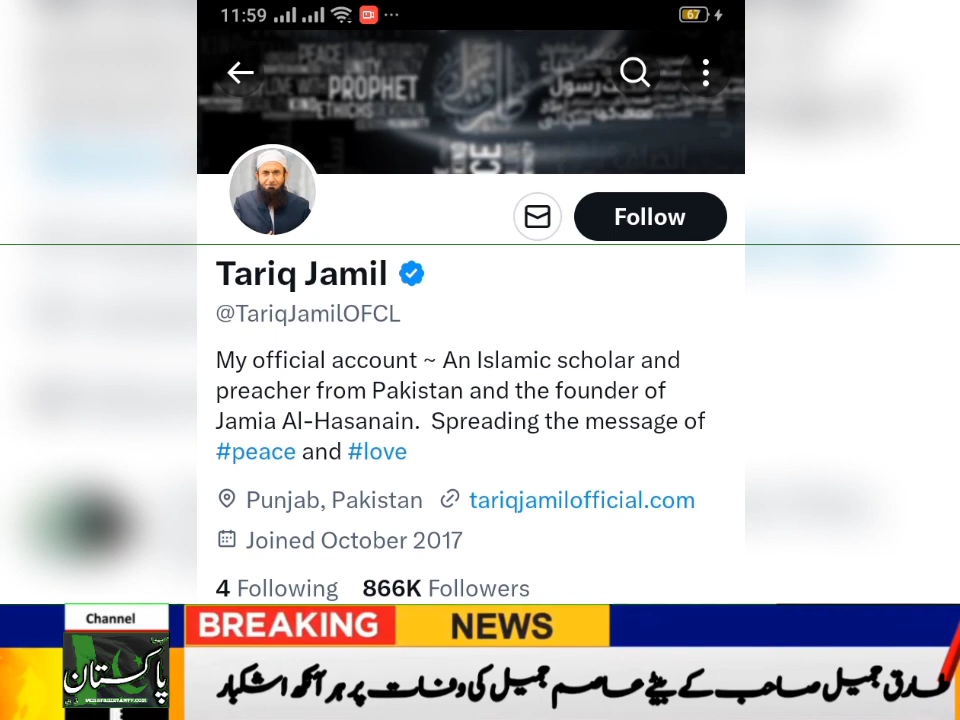 11:59
67
PEACE
PROPHET
Follow
Tariq Jamil
@TariqJamilOFCL
My official account ~ An Islamic scholar and
preacher from Pakistan and the founder of
Jamia Al-Hasanain. Spreading the message of
#peace and #love
Punjab, Pakistan tariqjamilofficial.com
Joined October 2017
4 Following 866K Followers
Channel
BREAKING NEWS
پاکستان
طارق جمیل صاحب کے بیٹے عاصم جمیل کی وفات پر ہر آنکھ اشکبار